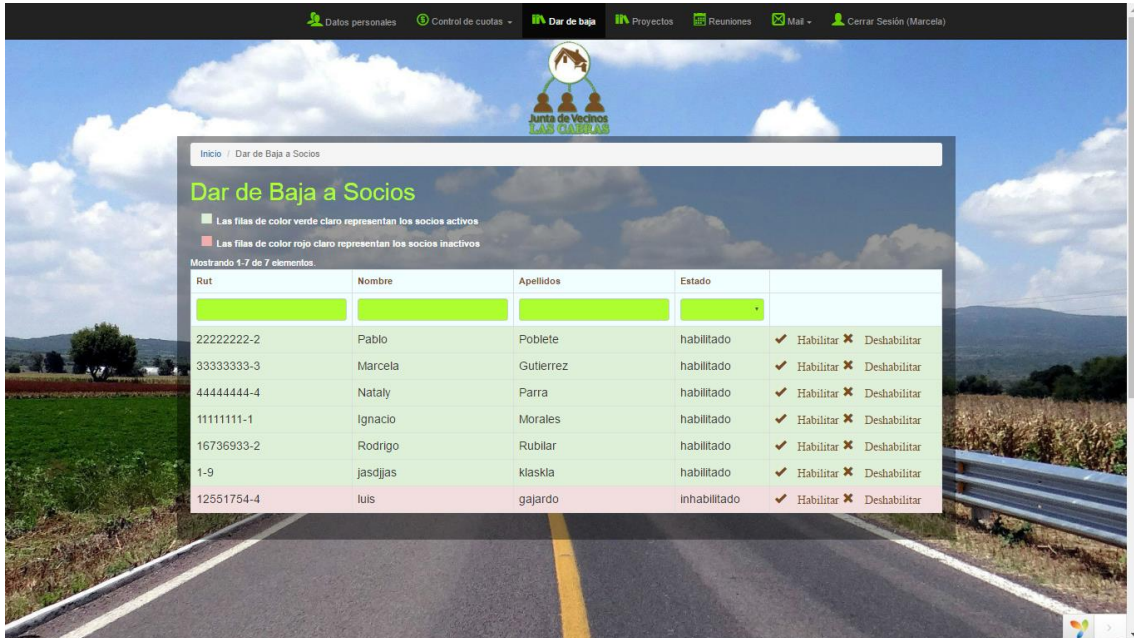 Datos personales Control de cuotas Dar de baja Proyectos Reuniones Mail Cerrar Sesión (Marcela)
Junta de Vecinos
LAS CABRAS
Inicio / Dar de Baja a Socios
Dar de Baja a Socios
Las filas de color verde claro representan los socios activos
Las filas de color rojo claro representan los socios inactivos
Mostrando 1-7 de 7 elementos.
Rut Nombre Apellidos Estado
22222222-2 Pablo Poblete habilitado Habilitar Deshabilitar
33333333-3 Marcela Gutierrez habilitado Habilitar Deshabilitar
44444444-4 Nataly Parra habilitado Habilitar Deshabilitar
11111111-1 Ignacio Morales habilitado Habilitar Deshabilitar
16736933-2 Rodrigo Rubilar habilitado Habilitar Deshabilitar
1-9 jasdjjas klaskla habilitado Habilitar Deshabilitar
12551754-4 luis gajardo inhabilitado Habilitar Deshabilitar